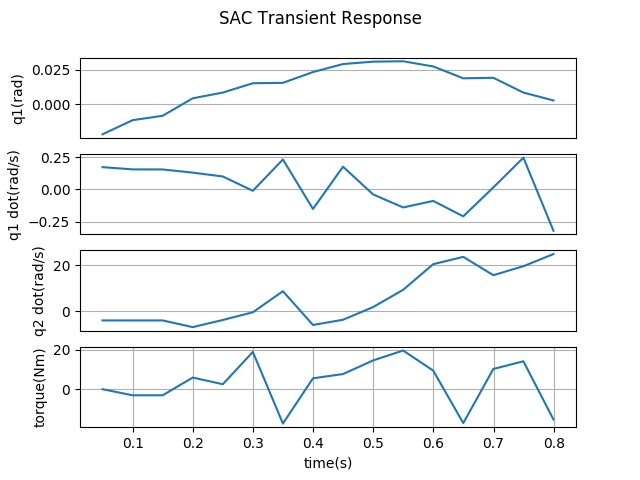 SAC Transient Response
q1(rad)
0.025
0.000
q1 dot(rad/s)
0.25
0.00
−0.25
q2 dot(rad/s)
20
0
torque(Nm)
20
0
0.1 0.2 0.3 0.4 0.5 0.6 0.7 0.8
time(s)